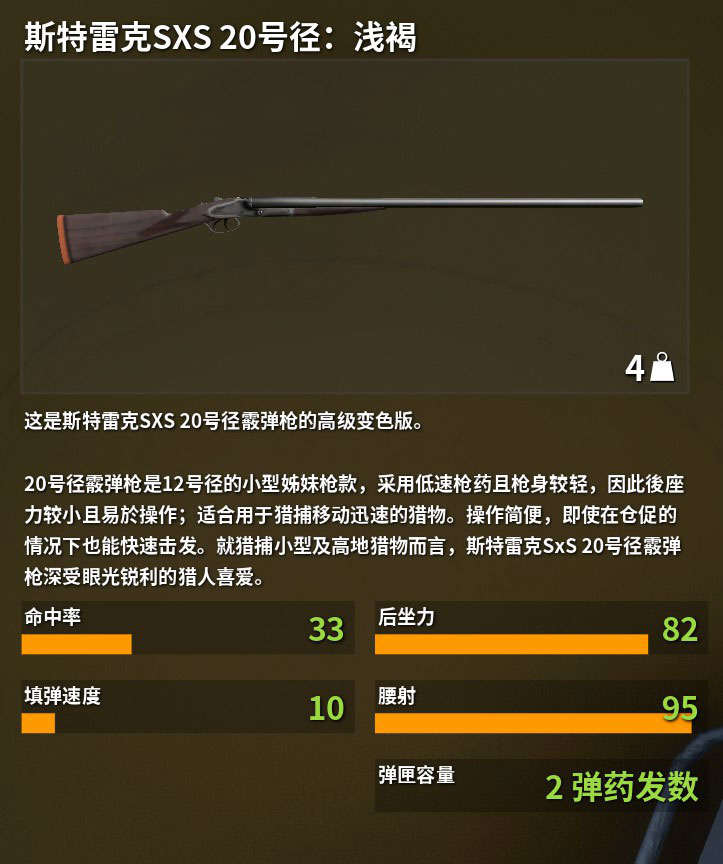 斯特雷克SXS 20号径：浅褐
4
这是斯特雷克SXS 20号径霰弹枪的高级变色版。
20号径霰弹枪是12号径的小型姊妹枪款，采用低速枪药且枪身较轻，因此後座
力较小且易於操作；适合用于猎捕移动迅速的猎物。操作简便，即使在仓促的
情况下也能快速击发。就猎捕小型及高地猎物而言，斯特雷克SxS 20号径霰弹
枪深受眼光锐利的猎人喜爱。
命中率 33
后坐力 82
填弹速度 10
腰射 95
弹匣容量 2 弹药发数